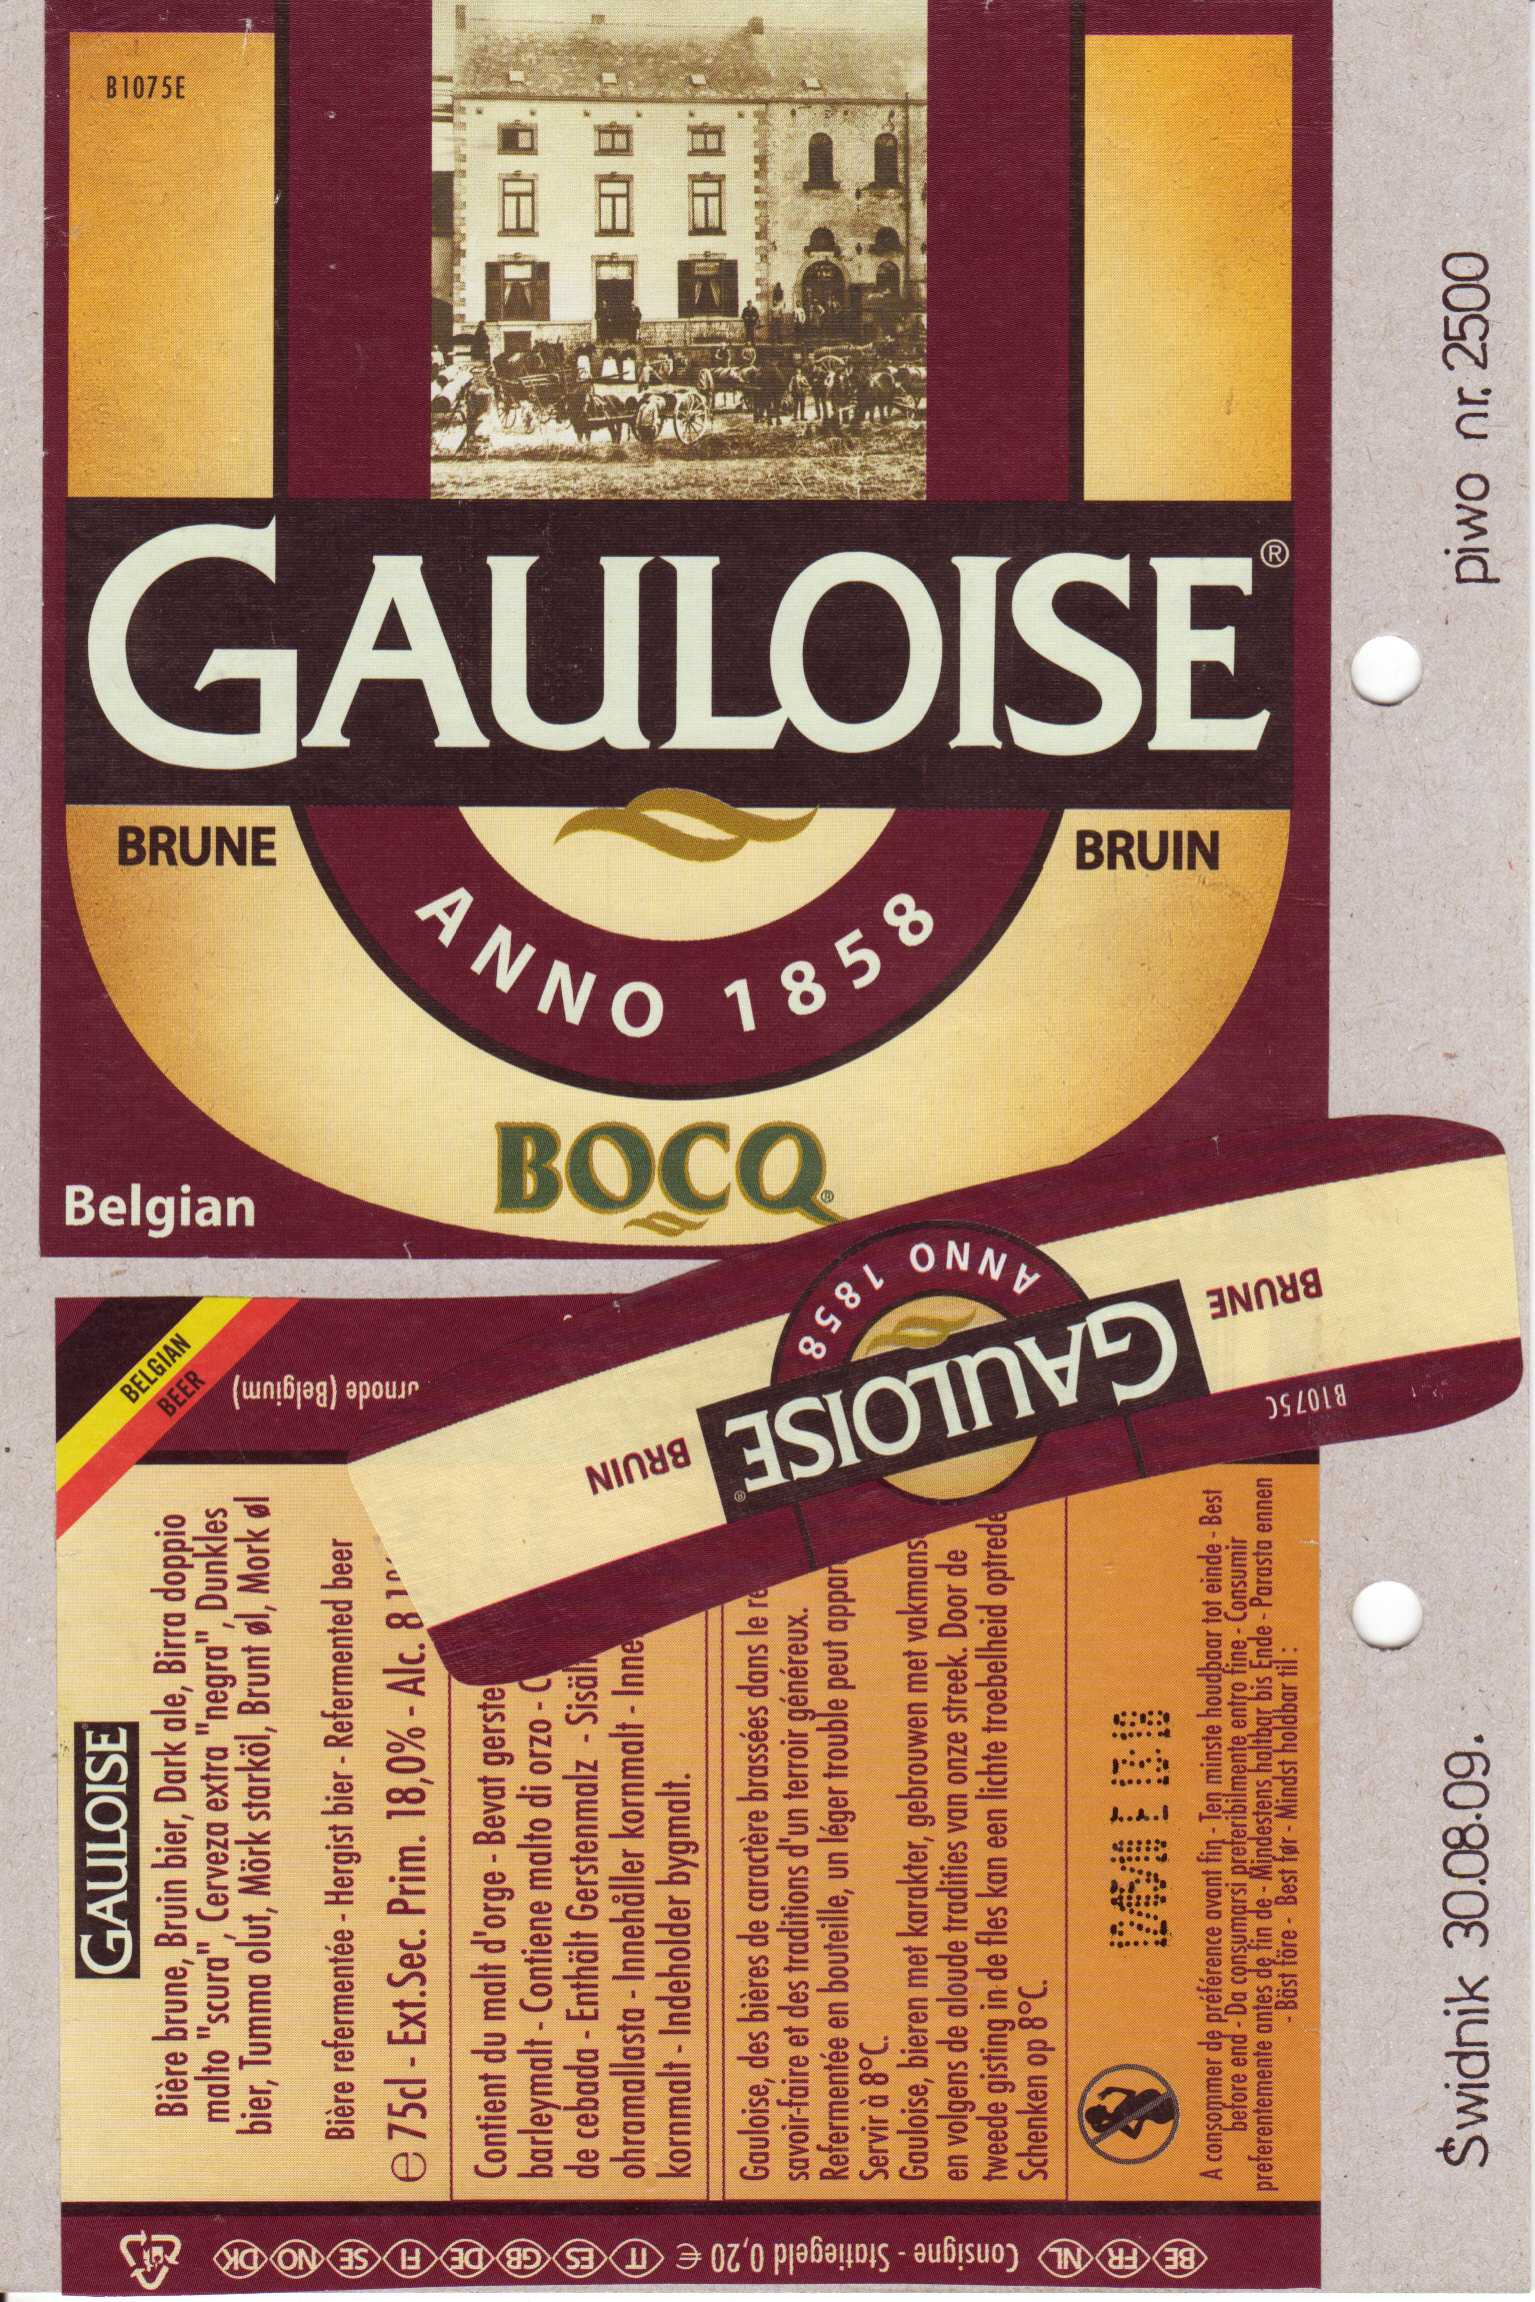 B1075E
GAULOISE®
BRUNE
BRUIN
ANNO 1858
BOCQ®
Belgian
piwo nr. 2500
BELGIAN
BEER
ornode (Belgium)
ANNO 1858
GAULOISE®
BRUNE
BRUIN
B1075C
GAULOISE
Bière brune, Bruin bier, Dark ale, Birra doppio
malto "scura", Cerveza extra "negra", Dunkles
bier, Tumma olut, Mörk starköl, Brunt øl, Mork øl
Bière refermentée - Hergist bier - Refermented beer
e 75cl - Ext.Sec. Prim. 18,0% - Alc. 8,1%
Contient du malt d'orge - Bevat gerste
barleymalt - Contiene malto di orzo - C
de cebada - Enthält Gerstenmalz - Sisäl
ohramallasta - Innehåller kornmalt - Inne
kornmalt - Indeholder bygmalt.
Gauloise, des bières de caractère brassées dans le re
savoir-faire et des traditions d'un terroir généreux.
Refermentée en bouteille, un léger trouble peut appar
Servir à 8°C.
Gauloise, bieren met karakter, gebrouwen met vakmans
en volgens de aloude tradities van onze streek. Door de
tweede gisting in de fles kan een lichte troebelheid optrede
Schenken op 8°C.
A consommer de préférence avant fin - Ten minste houdbaar tot einde - Best
before end - Da consumarsi preferibilmente entro fine - Consumir
preferentemente antes de fin de - Mindestens haltbar bis Ende - Parasta ennen
- Bäst före - Best før - Mindst holdbar til :
BE FR NL Consigne - Statiegeld 0,20 € IT ES GB DE FI SE NO DK
Świdnik 30.08.09.